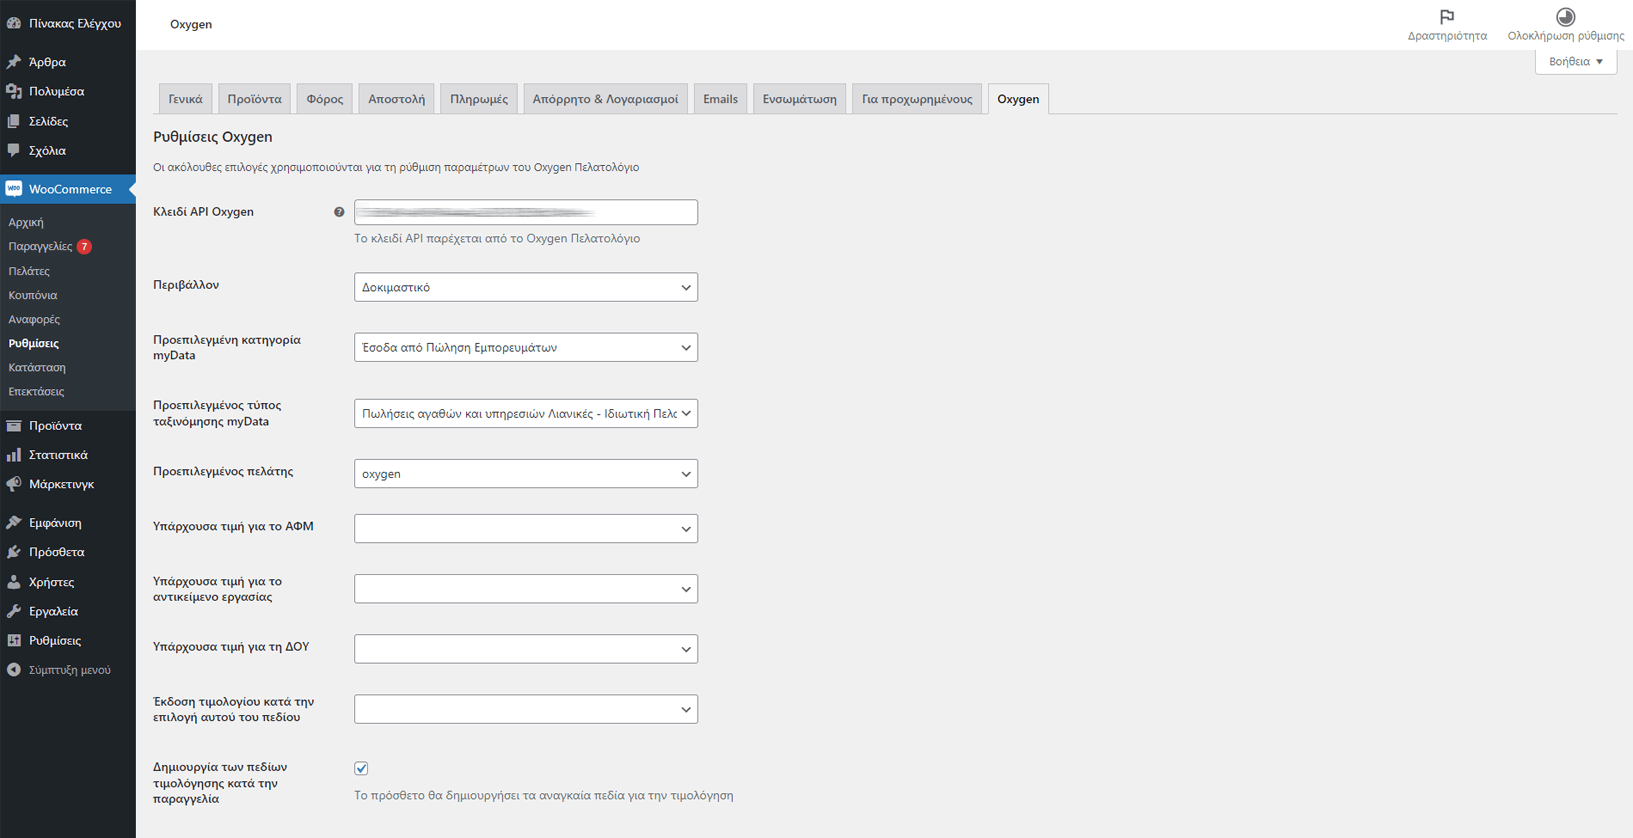 Πίνακας Ελέγχου
Άρθρα
Πολυμέσα
Σελίδες
Σχόλια
WooCommerce
Αρχική
Παραγγελίες 7
Πελάτες
Κουπόνια
Αναφορές
Ρυθμίσεις
Κατάσταση
Επεκτάσεις
Προϊόντα
Στατιστικά
Μάρκετινγκ
Εμφάνιση
Πρόσθετα
Χρήστες
Εργαλεία
Ρυθμίσεις
Σύμπτυξη μενού
Oxygen
Δραστηριότητα
Ολοκλήρωση ρύθμισης
Βοήθεια ▼
Γενικά Προϊόντα Φόρος Αποστολή Πληρωμές Απόρρητο & Λογαριασμοί Emails Ενσωμάτωση Για προχωρημένους Oxygen
Ρυθμίσεις Oxygen
Οι ακόλουθες επιλογές χρησιμοποιούνται για τη ρύθμιση παραμέτρων του Oxygen Πελατολόγιο
Κλειδί API Oxygen
Το κλειδί API παρέχεται από το Oxygen Πελατολόγιο
Περιβάλλον
Δοκιμαστικό
Προεπιλεγμένη κατηγορία
myData
Έσοδα από Πώληση Εμπορευμάτων
Προεπιλεγμένος τύπος
ταξινόμησης myData
Πωλήσεις αγαθών και υπηρεσιών Λιανικές - Ιδιωτική Πελα
Προεπιλεγμένος πελάτης
oxygen
Υπάρχουσα τιμή για το ΑΦΜ
Υπάρχουσα τιμή για το
αντικείμενο εργασίας
Υπάρχουσα τιμή για τη ΔΟΥ
Έκδοση τιμολογίου κατά την
επιλογή αυτού του πεδίου
Δημιουργία των πεδίων
τιμολόγησης κατά την
παραγγελία
Το πρόσθετο θα δημιουργήσει τα αναγκαία πεδία για την τιμολόγηση